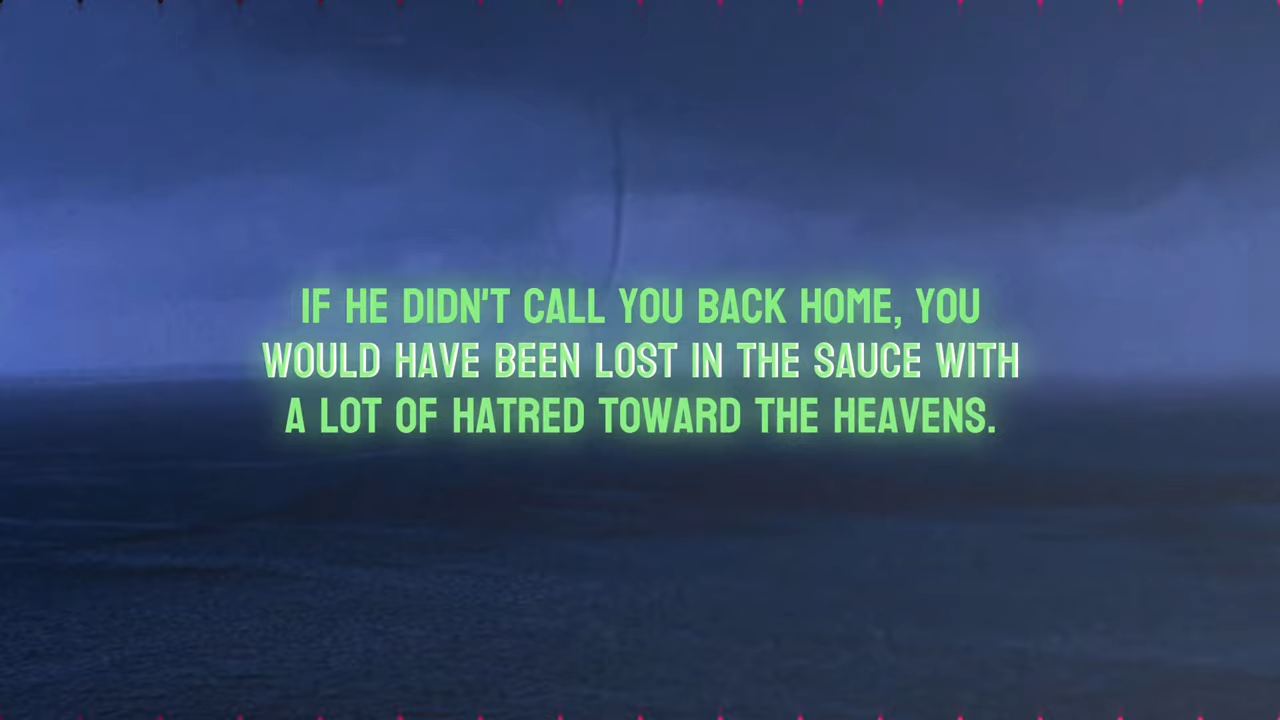 IF HE DIDN'T CALL YOU BACK HOME, YOU
WOULD HAVE BEEN LOST IN THE SAUCE WITH
A LOT OF HATRED TOWARD THE HEAVENS.